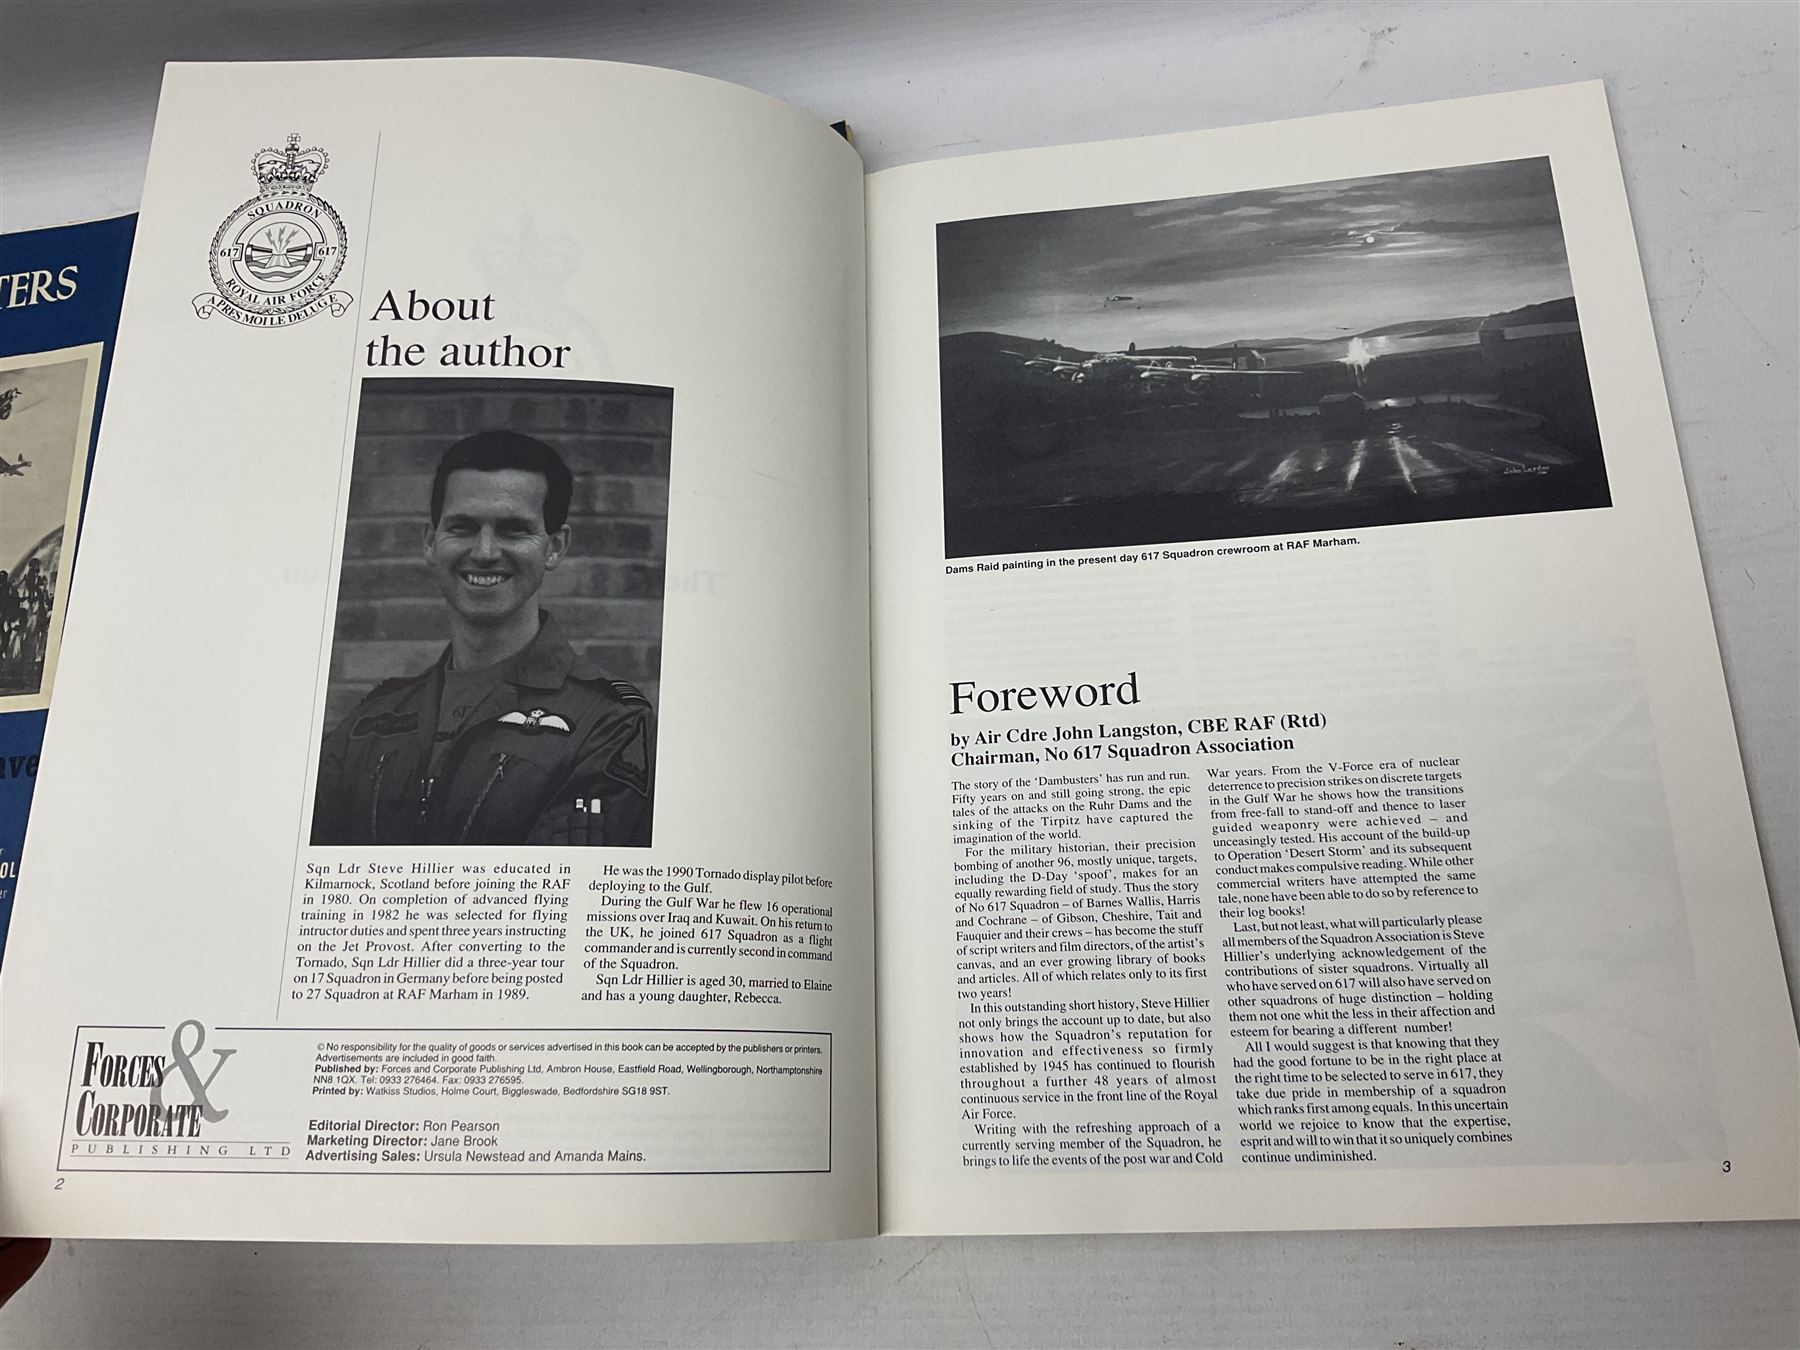 TERS
SQUADRON
617
617
ROYAL AIR FORCE
APRES MOI LE DELUGE
About
the author
617
Sqn Ldr Steve Hillier was educated in
Kilmarnock, Scotland before joining the RAF
in 1980. On completion of advanced flying
training in 1982 he was selected for flying
intructor duties and spent three years instructing
on the Jet Provost. After converting to the
Tornado, Sqn Ldr Hillier did a three-year tour
on 17 Squadron in Germany before being posted
to 27 Squadron at RAF Marham in 1989.
He was the 1990 Tornado display pilot before
deploying to the Gulf.
During the Gulf War he flew 16 operational
missions over Iraq and Kuwait. On his return to
the UK, he joined 617 Squadron as a flight
commander and is currently second in command
of the Squadron.
Sqn Ldr Hillier is aged 30, married to Elaine
and has a young daughter, Rebecca.
FORCES
&
CORPORATE
PUBLISHING LTD
© No responsibility for the quality of goods or services advertised in this book can be accepted by the publishers or printers.
Advertisements are included in good faith.
Published by: Forces and Corporate Publishing Ltd, Ambron House, Eastfield Road, Wellingborough, Northamptonshire
NN8 1QX. Tel: 0933 276464. Fax: 0933 276595.
Printed by: Watkiss Studios, Holme Court, Biggleswade, Bedfordshire SG18 9ST.
Editorial Director: Ron Pearson
Marketing Director: Jane Brook
Advertising Sales: Ursula Newstead and Amanda Mains.
2
Dams Raid painting in the present day 617 Squadron crewroom at RAF Marham.
Foreword
by Air Cdre John Langston, CBE RAF (Rtd)
Chairman, No 617 Squadron Association
The story of the 'Dambusters' has run and run.
Fifty years on and still going strong, the epic
tales of the attacks on the Ruhr Dams and the
sinking of the Tirpitz have captured the
imagination of the world.
For the military historian, their precision
bombing of another 96, mostly unique, targets,
including the D-Day 'spoof', makes for an
equally rewarding field of study. Thus the story
of No 617 Squadron – of Barnes Wallis, Harris
and Cochrane – of Gibson, Cheshire, Tait and
Fauquier and their crews – has become the stuff
of script writers and film directors, of the artist's
canvas, and an ever growing library of books
and articles. All of which relates only to its first
two years!
In this outstanding short history, Steve Hillier
not only brings the account up to date, but also
shows how the Squadron's reputation for
innovation and effectiveness so firmly
established by 1945 has continued to flourish
throughout a further 48 years of almost
continuous service in the front line of the Royal
Air Force.
Writing with the refreshing approach of a
currently serving member of the Squadron, he
brings to life the events of the post war and Cold
War years. From the V-Force era of nuclear
deterrence to precision strikes on discrete targets
in the Gulf War he shows how the transitions
from free-fall to stand-off and thence to laser
guided weaponry were achieved – and
unceasingly tested. His account of the build-up
to Operation 'Desert Storm' and its subsequent
conduct makes compulsive reading. While other
commercial writers have attempted the same
tale, none have been able to do so by reference to
their log books!
Last, but not least, what will particularly please
all members of the Squadron Association is Steve
Hillier's underlying acknowledgement of the
contributions of sister squadrons. Virtually all
who have served on 617 will also have served on
other squadrons of huge distinction – holding
them not one whit the less in their affection and
esteem for bearing a different number!
All I would suggest is that knowing that they
had the good fortune to be in the right place at
the right time to be selected to serve in 617, they
take due pride in membership of a squadron
which ranks first among equals. In this uncertain
world we rejoice to know that the expertise,
esprit and will to win that it so uniquely combines
continue undiminished.
3